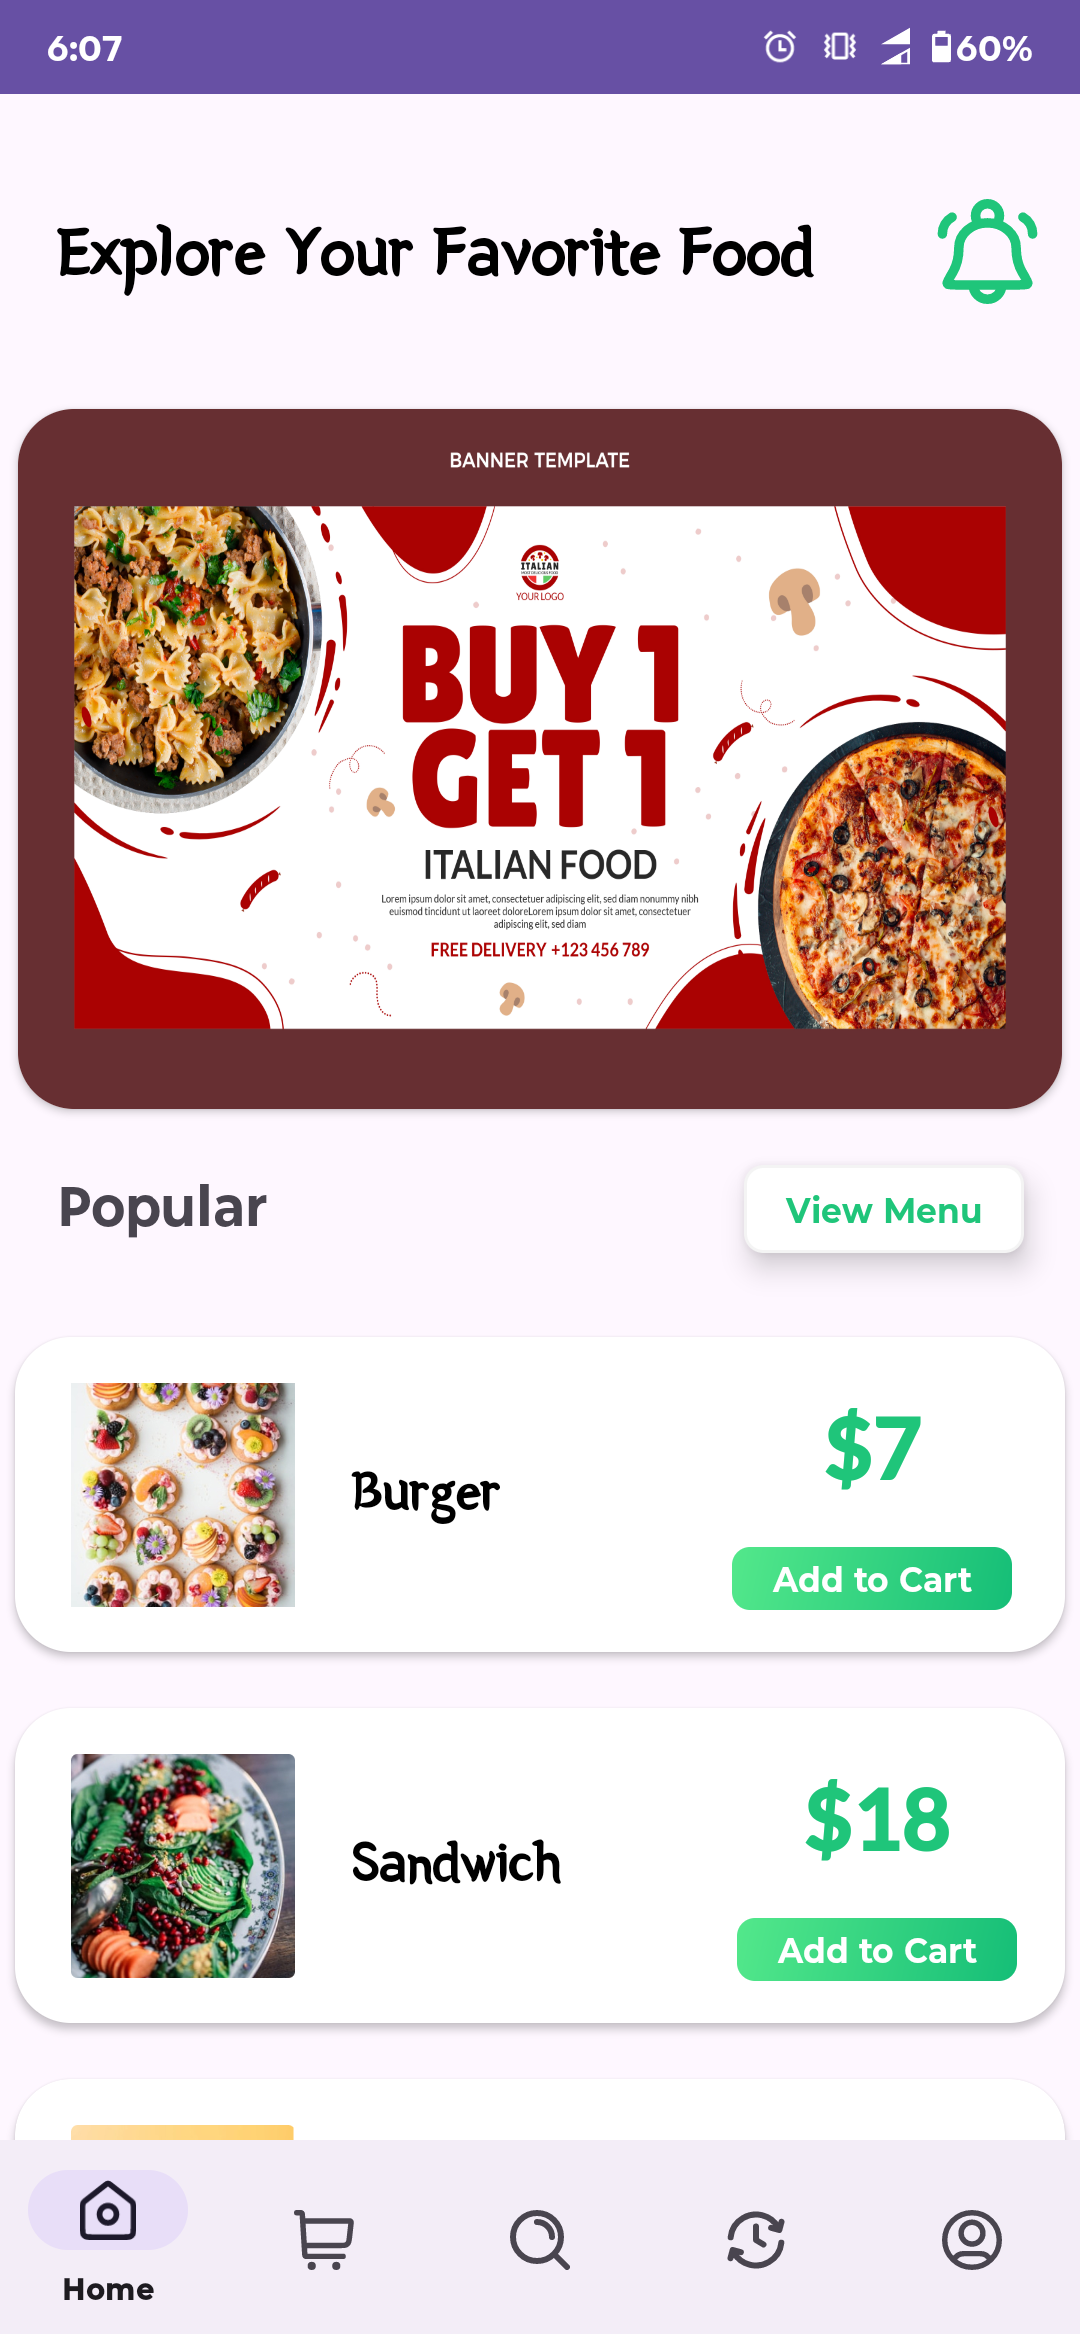 6:07
60%
Explore Your Favorite Food
BANNER TEMPLATE
ITALIAN
YOUR LOGO
BUY 1
GET 1
ITALIAN FOOD
Lorem ipsum dolor sit amet, consectetuer adipiscing elit, sed diam nonummy nibh
euismod tincidunt ut laoreet doloreLorem ipsum dolor sit amet, consectetuer
adipiscing elit, sed diam
FREE DELIVERY +123 456 789
Popular
View Menu
$7
Burger
Add to Cart
$18
Sandwich
Add to Cart
Home